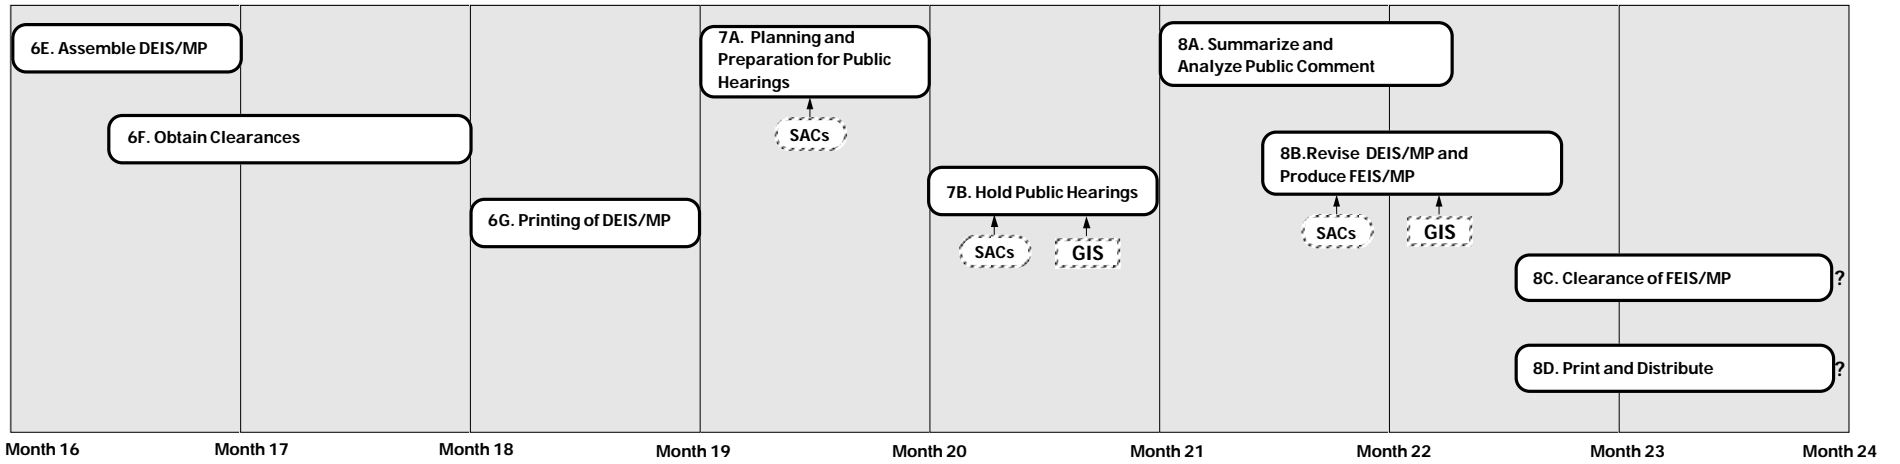 6E. Assemble DEIS/MP
6F. Obtain Clearances
6G. Printing of DEIS/MP
7A. Planning and
Preparation for Public
Hearings
SACs
7B. Hold Public Hearings
SACs
GIS
8A. Summarize and
Analyze Public Comment
8B.Revise DEIS/MP and
Produce FEIS/MP
SACs
GIS
8C. Clearance of FEIS/MP
?
8D. Print and Distribute
?
Month 16
Month 17
Month 18
Month 19
Month 20
Month 21
Month 22
Month 23
Month 24